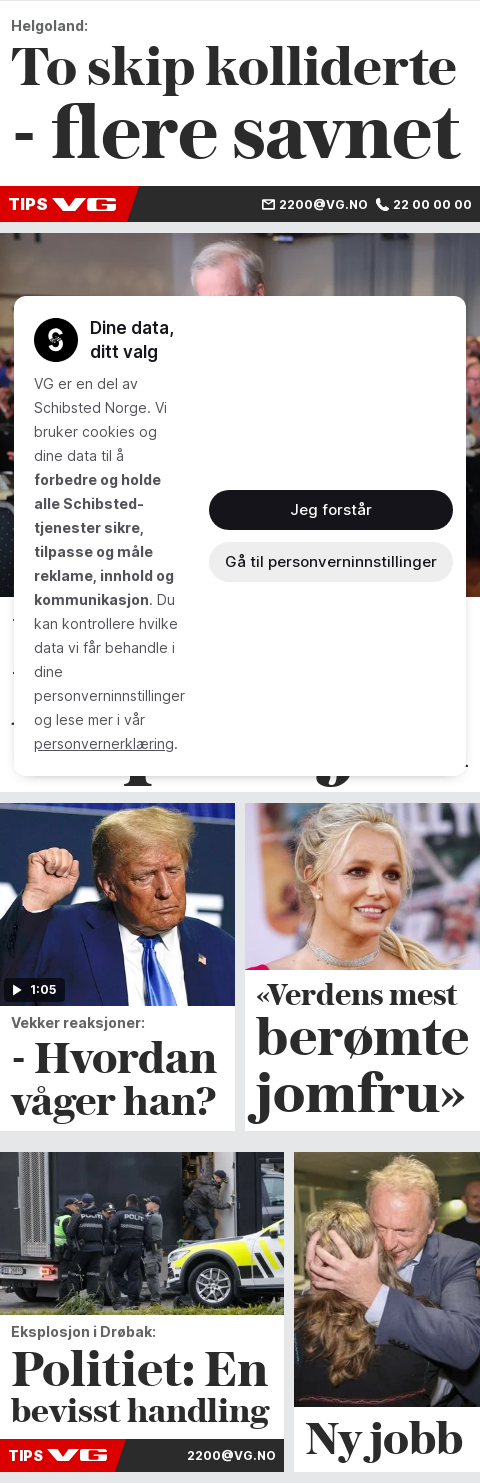 Helgoland:
To skip kolliderte
- flere savnet
TIPS VG
2200@VG.NO 22 00 00 00
Dine data,
ditt valg
VG er en del av
Schibsted Norge. Vi
bruker cookies og
dine data til å
forbedre og holde
alle Schibsted-
tjenester sikre,
tilpasse og måle
reklame, innhold og
kommunikasjon. Du
kan kontrollere hvilke
data vi får behandle i
dine
personverninnstillinger
og lese mer i vår
personvernerklæring.
Jeg forstår
Gå til personverninnstillinger
1:05
Vekker reaksjoner:
- Hvordan
våger han?
«Verdens mest
berømte
jomfru»
POLITI
POLITI
Eksplosjon i Drøbak:
Politiet: En
bevisst handling
TIPS VG
2200@VG.NO
Ny jobb